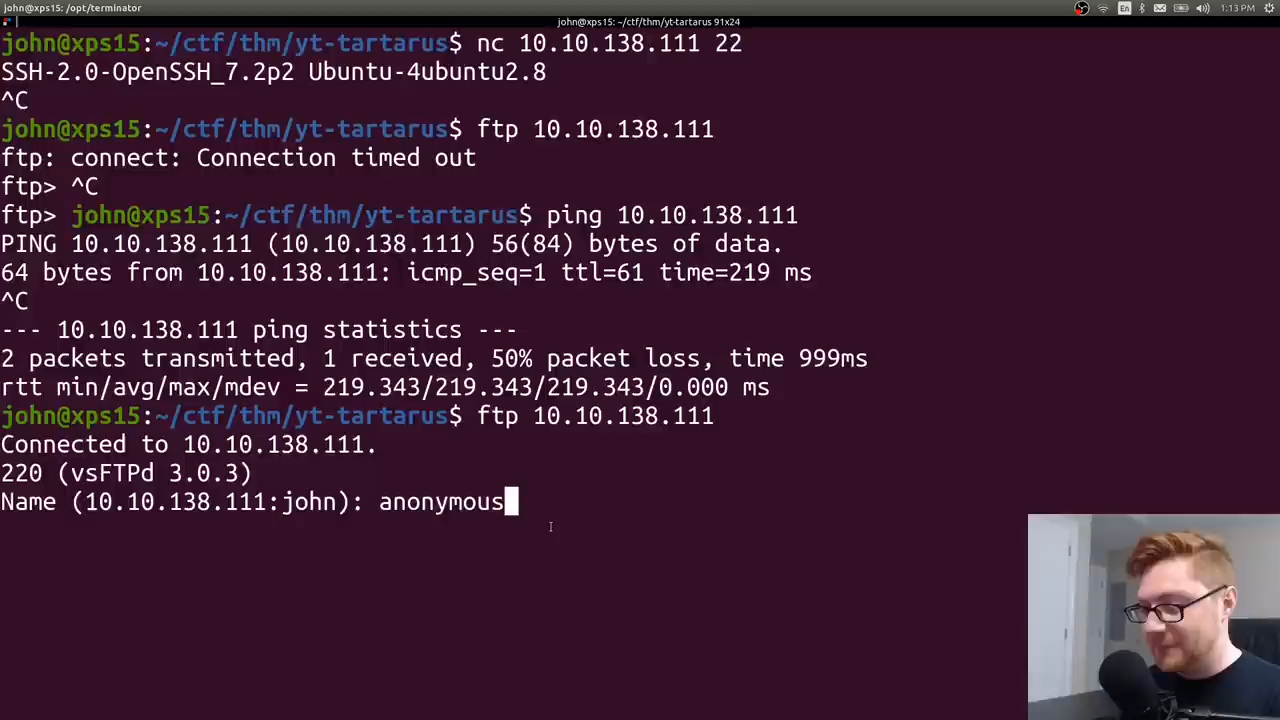 john@xps15: /opt/terminator
En
1:13 PM
john@xps15: ~/ctf/thm/yt-tartarus 91x24
john@xps15:~/ctf/thm/yt-tartarus$ nc 10.10.138.111 22
SSH-2.0-OpenSSH_7.2p2 Ubuntu-4ubuntu2.8
^C
john@xps15:~/ctf/thm/yt-tartarus$ ftp 10.10.138.111
ftp: connect: Connection timed out
ftp> ^C
ftp> john@xps15:~/ctf/thm/yt-tartarus$ ping 10.10.138.111
PING 10.10.138.111 (10.10.138.111) 56(84) bytes of data.
64 bytes from 10.10.138.111: icmp_seq=1 ttl=61 time=219 ms
^C
--- 10.10.138.111 ping statistics ---
2 packets transmitted, 1 received, 50% packet loss, time 999ms
rtt min/avg/max/mdev = 219.343/219.343/219.343/0.000 ms
john@xps15:~/ctf/thm/yt-tartarus$ ftp 10.10.138.111
Connected to 10.10.138.111.
220 (vsFTPd 3.0.3)
Name (10.10.138.111:john): anonymous